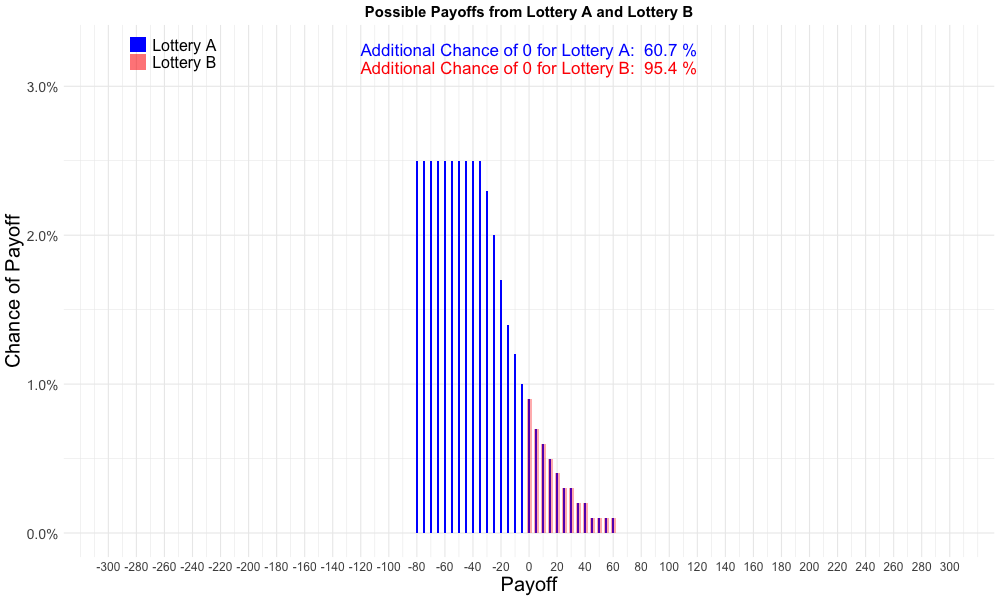 Possible Payoffs from Lottery A and Lottery B
Lottery A
Lottery B
Additional Chance of 0 for Lottery A: 60.7 %
Additional Chance of 0 for Lottery B: 95.4 %
Chance of Payoff
3.0%
2.0%
1.0%
0.0%
-300 -280 -260 -240 -220 -200 -180 -160 -140 -120 -100 -80 -60 -40 -20 0 20 40 60 80 100 120 140 160 180 200 220 240 260 280 300
Payoff